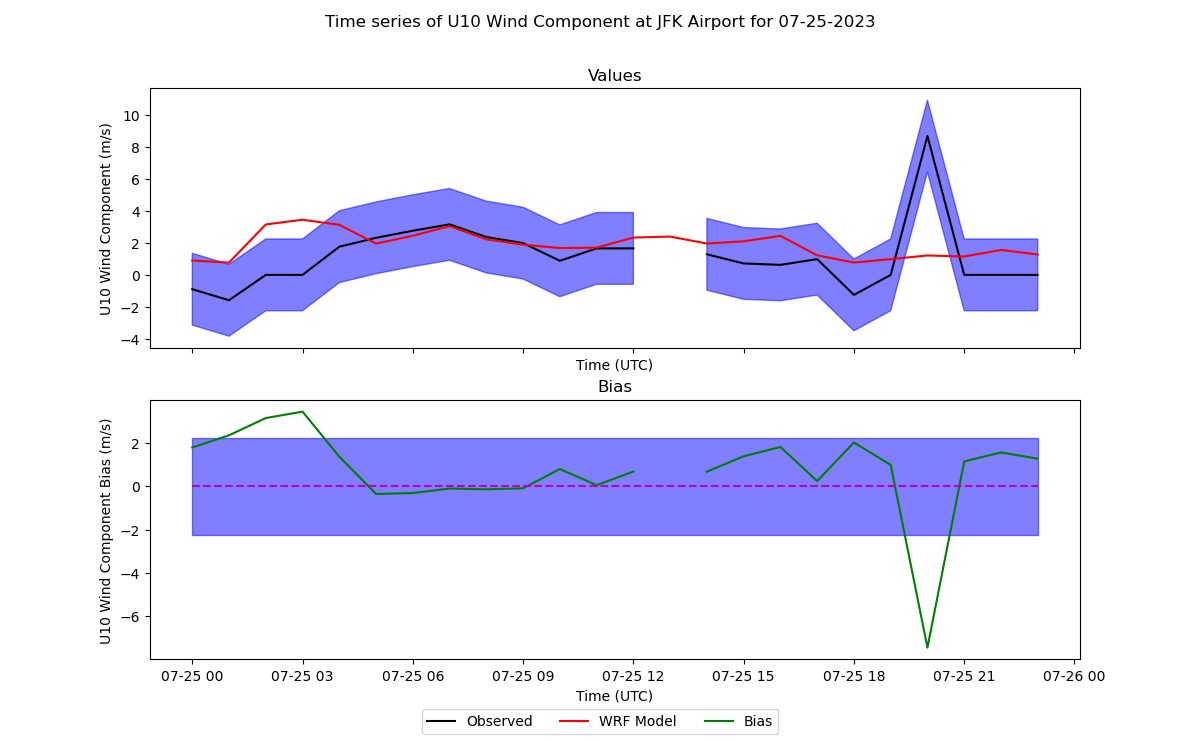 Time series of U10 Wind Component at JFK Airport for 07-25-2023
Values
U10 Wind Component (m/s)
10
8
6
4
2
0
−2
−4
Time (UTC)
Bias
U10 Wind Component Bias (m/s)
2
0
−2
−4
−6
07-25 00 07-25 03 07-25 06 07-25 09 07-25 12 07-25 15 07-25 18 07-25 21 07-26 00
Time (UTC)
Observed WRF Model Bias